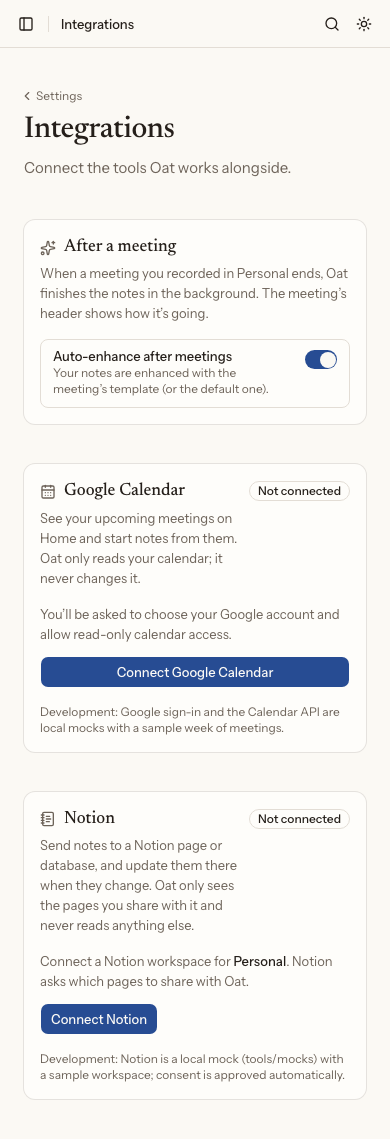 Integrations
Settings
Integrations
Connect the tools Oat works alongside.
After a meeting
When a meeting you recorded in Personal ends, Oat
finishes the notes in the background. The meeting's
header shows how it's going.
Auto-enhance after meetings
Your notes are enhanced with the
meeting's template (or the default one).
Google Calendar
Not connected
See your upcoming meetings on
Home and start notes from them.
Oat only reads your calendar; it
never changes it.
You'll be asked to choose your Google account and
allow read-only calendar access.
Connect Google Calendar
Development: Google sign-in and the Calendar API are
local mocks with a sample week of meetings.
Notion
Not connected
Send notes to a Notion page or
database, and update them there
when they change. Oat only sees
the pages you share with it and
never reads anything else.
Connect a Notion workspace for Personal. Notion
asks which pages to share with Oat.
Connect Notion
Development: Notion is a local mock (tools/mocks) with
a sample workspace; consent is approved automatically.